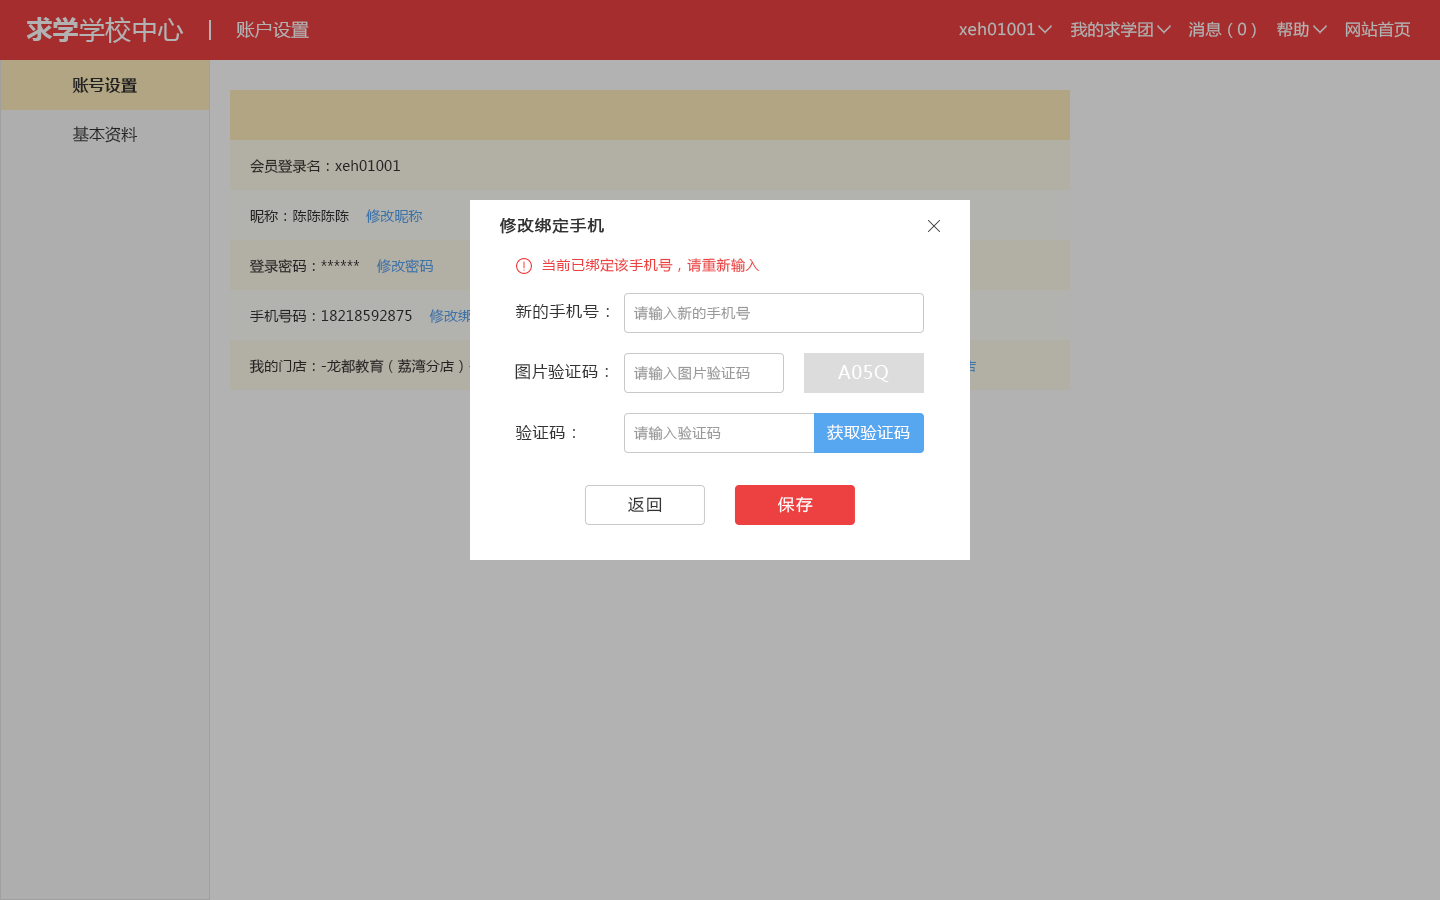 求学学校中心 | 账户设置 xeh01001 我的求学团 消息(0) 帮助 网站首页
账号设置
基本资料
会员登录名:xeh01001
昵称:陈陈陈陈 修改昵称
登录密码:****** 修改密码
手机号码:18218592875 修改绑
我的门店:-龙都教育(荔湾分店) 店
修改绑定手机
当前已绑定该手机号,请重新输入
新的手机号: 请输入新的手机号
图片验证码: 请输入图片验证码 A05Q
验证码: 请输入验证码 获取验证码
返回 保存